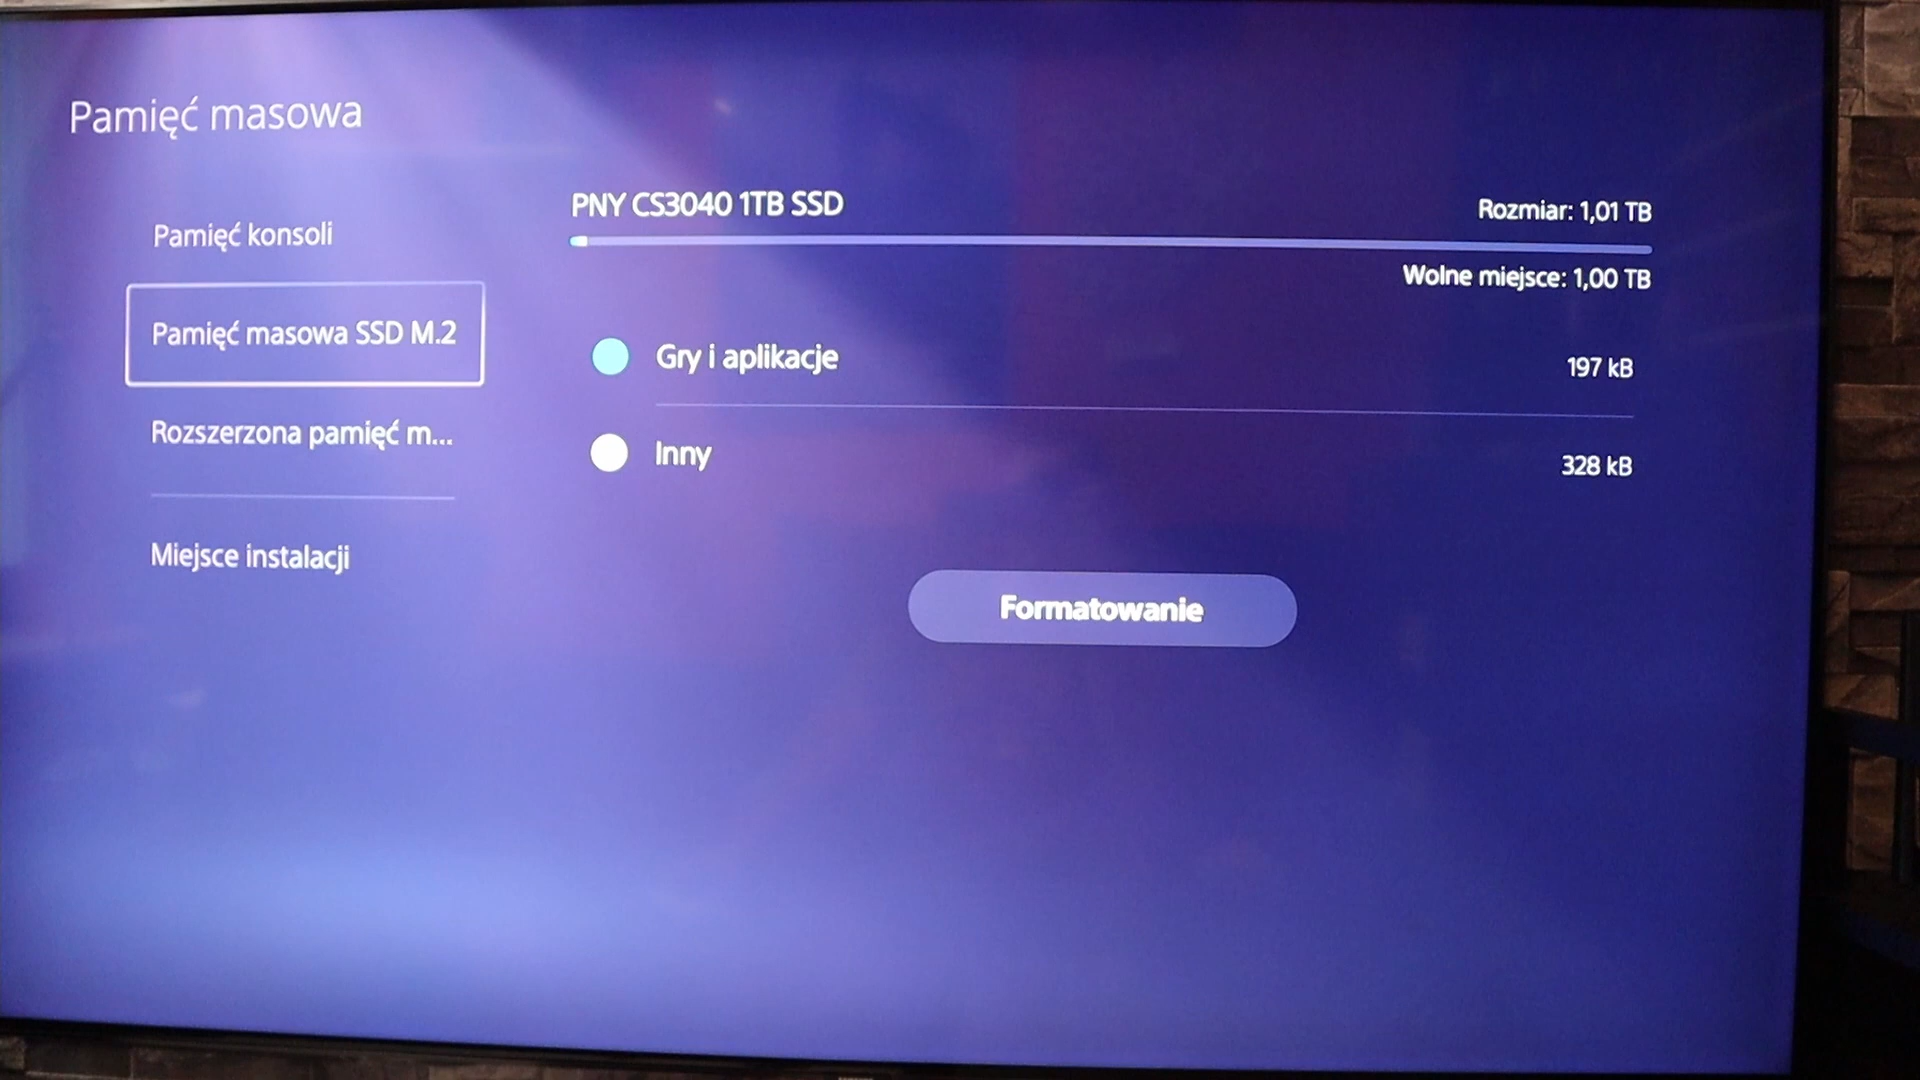 Pamięć masowa
Pamięć konsoli
Pamięć masowa SSD M.2
Rozszerzona pamięć m...
Miejsce instalacji
PNY CS3040 1TB SSD
Rozmiar: 1,01 TB
Wolne miejsce: 1,00 TB
Gry i aplikacje
197 kB
Inny
328 kB
Formatowanie